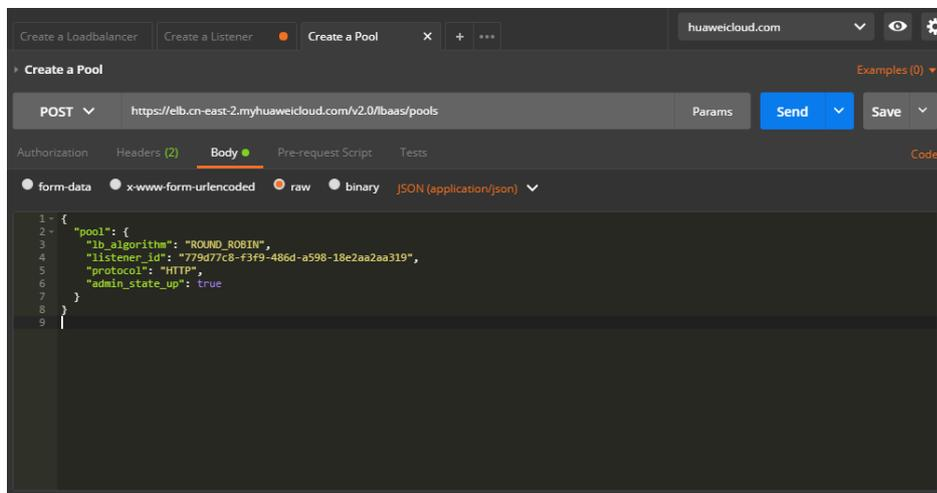 Create a Loadbalancer Create a Listener Create a Pool × + ••• huaweicloud.com
Create a Pool Examples (0)
POST https://elb.cn-east-2.myhuaweicloud.com/v2.0/lbaas/pools Params Send Save
Authorization Headers (2) Body Pre-request Script Tests Code
form-data x-www-form-urlencoded raw binary JSON (application/json)
1 {
2 "pool": {
3 "lb_algorithm": "ROUND_ROBIN",
4 "listener_id": "779d77c8-f3f9-486d-a598-18e2aa2aa319",
5 "protocol": "HTTP",
6 "admin_state_up": true
7 }
8 }
9